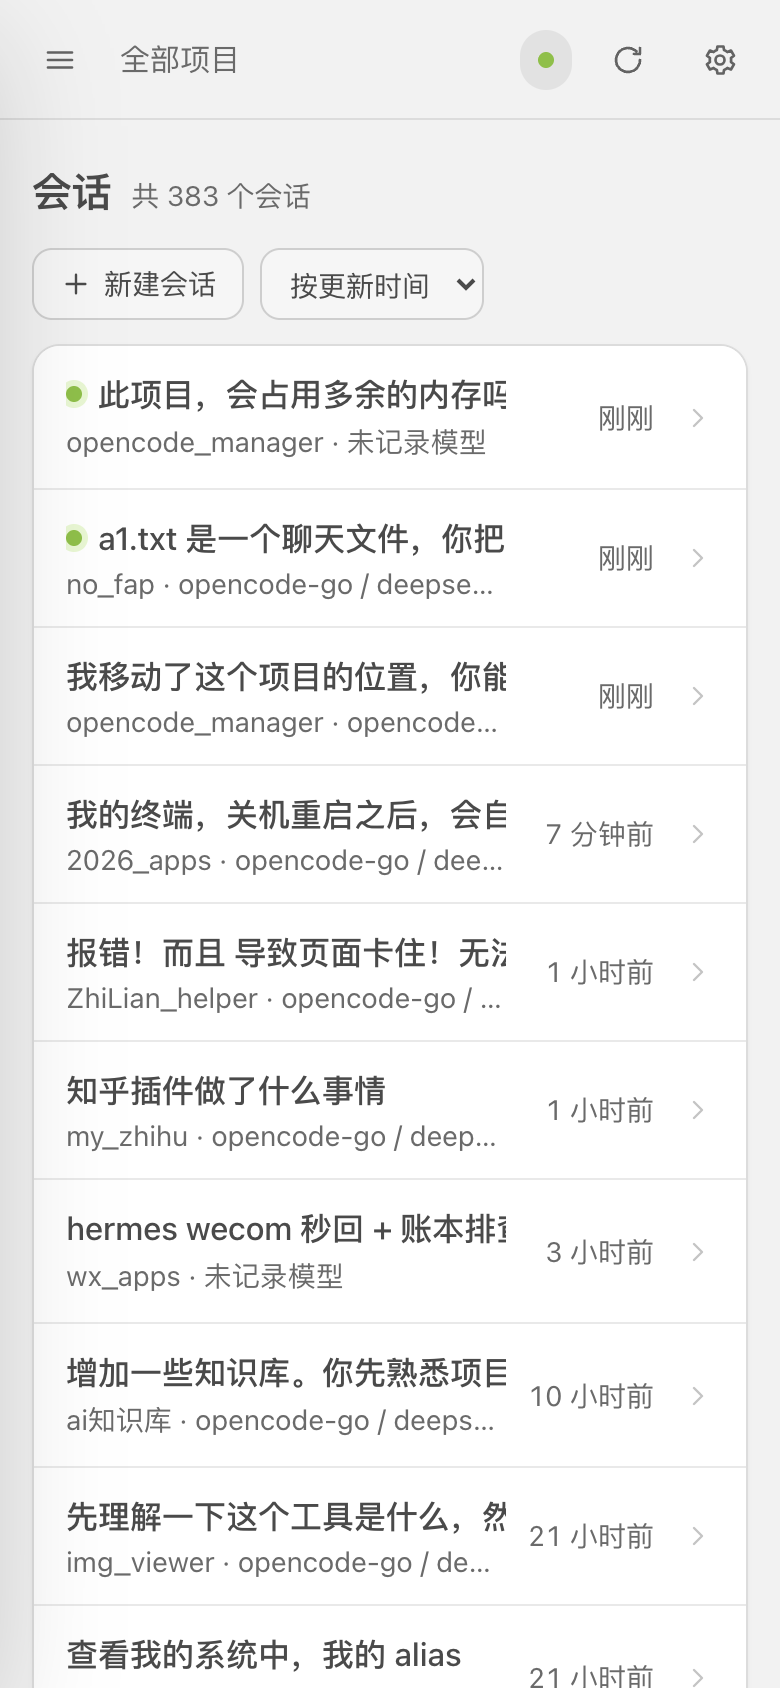 全部项目
会话 共 383 个会话
+ 新建会话 按更新时间
此项目，会占用多余的内存吗
刚刚
opencode_manager · 未记录模型
a1.txt 是一个聊天文件，你把
刚刚
no_fap · opencode-go / deepse...
我移动了这个项目的位置，你能
刚刚
opencode_manager · opencode...
我的终端，关机重启之后，会自
7 分钟前
2026_apps · opencode-go / dee...
报错！而且 导致页面卡住！无法
1 小时前
ZhiLian_helper · opencode-go / ...
知乎插件做了什么事情
1 小时前
my_zhihu · opencode-go / deep...
hermes wecom 秒回 + 账本排查
3 小时前
wx_apps · 未记录模型
增加一些知识库。你先熟悉项目
10 小时前
ai知识库 · opencode-go / deeps...
先理解一下这个工具是什么，然
21 小时前
img_viewer · opencode-go / de...
查看我的系统中，我的 alias
21 小时前